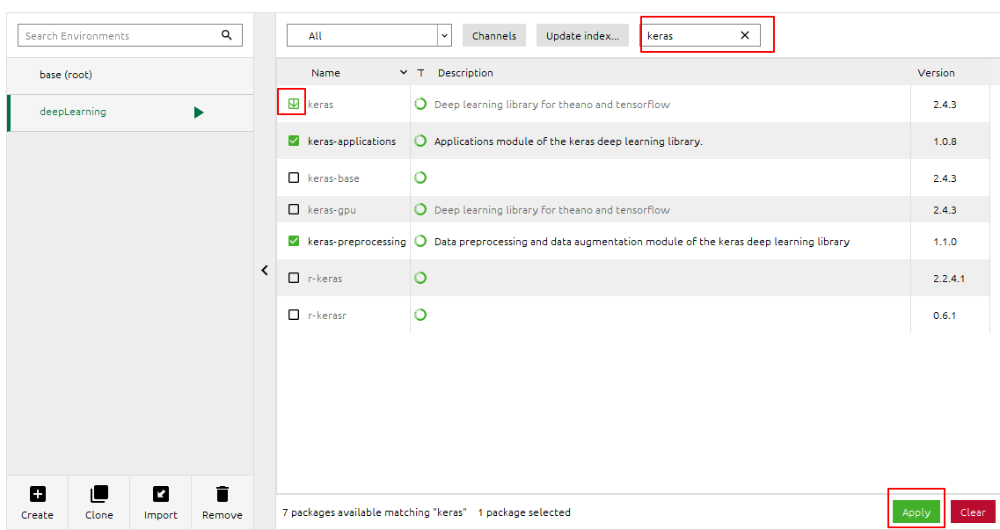 Search Environments
base (root)
deepLearning
Create
Clone
Import
Remove
All
Channels
Update index...
keras
Name T Description Version
keras Deep learning library for theano and tensorflow 2.4.3
keras-applications Applications module of the keras deep learning library. 1.0.8
keras-base 2.4.3
keras-gpu Deep learning library for theano and tensorflow 2.4.3
keras-preprocessing Data preprocessing and data augmentation module of the keras deep learning library 1.1.0
r-keras 2.2.4.1
r-kerasr 0.6.1
7 packages available matching "keras" 1 package selected
Apply
Clear